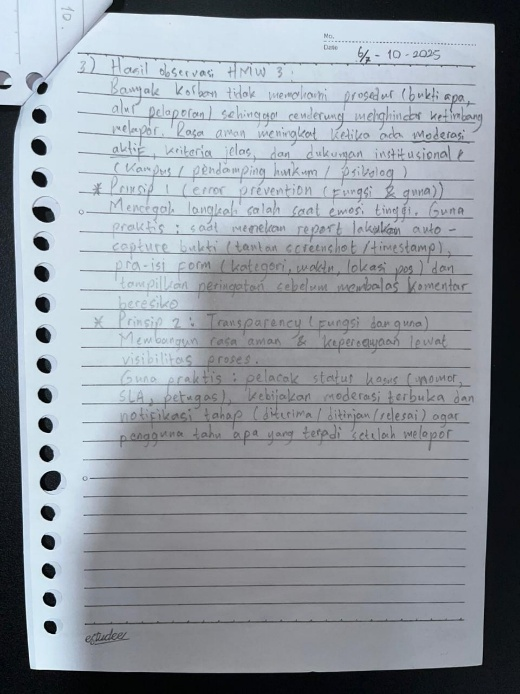 10.
No.
Date
6/7 - 10 - 2025
3) Hasil observasi HMW 3 :
Banyak korban tidak memahami prosedur (bukti apa,
alur pelaporan) sehingga cenderung menghindar ketimbang
melapor. Rasa aman meningkat ketika ada moderasi
aktif, kriteria jelas, dan dukungan institusional
(kampus / pendamping hukum / psikolog)
* Prinsip 1 (error prevention (Fungsi & guna))
Mencegah langkah salah saat emosi tinggi. Guna
praktis : saat menekan report lakukan auto-
capture bukti (tautan screenshot / timestamp),
pra-isi form (kategori, waktu, lokasi pos) dan
tampilkan peringatan sebelum membalas komentar
beresiko
* Prinsip 2 : Transparency (Fungsi dan guna)
Membangun rasa aman & kepercayaan lewat
visibilitas proses.
Guna praktis : pelacak status kasus (nomor,
SLA, petugas), kebijakan moderasi terbuka dan
notifikasi tahap (diterima / ditinjau / selesai) agar
pengguna tahu apa yang terjadi setelah melapor